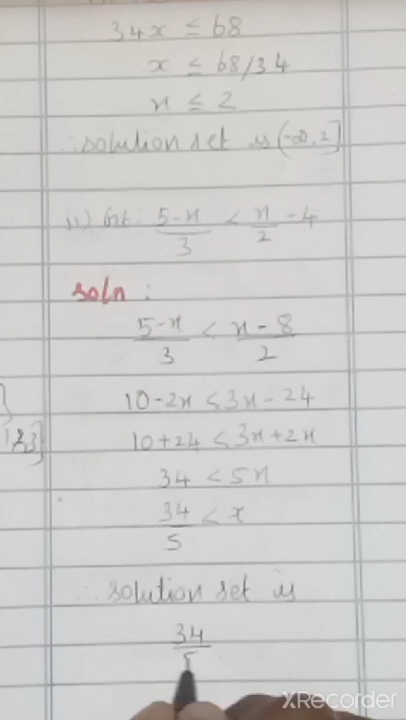 34x ≤ 68
x ≤ 68/34
x ≤ 2
∴ solution set is (-∞, 2]
ii) 5-x/3 < x/2 - 4
soln :
5-x/3 < x-8/2
10-2x < 3x-24
10+24 < 3x+2x
34 < 5x
34/5 < x
∴ solution set is
34/5
XRecorder